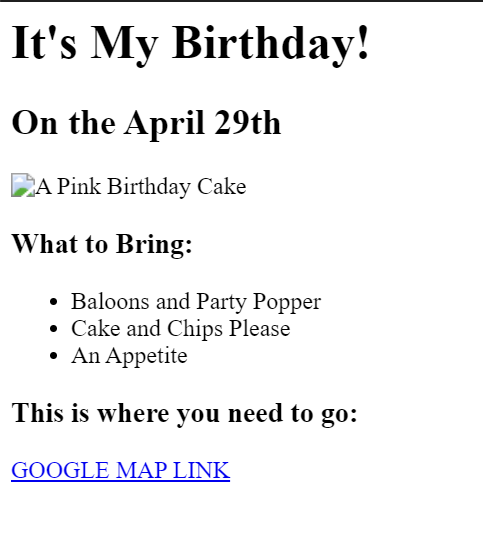 It's My Birthday!
On the April 29th
A Pink Birthday Cake
What to Bring:
Baloons and Party Popper
Cake and Chips Please
An Appetite
This is where you need to go:
GOOGLE MAP LINK